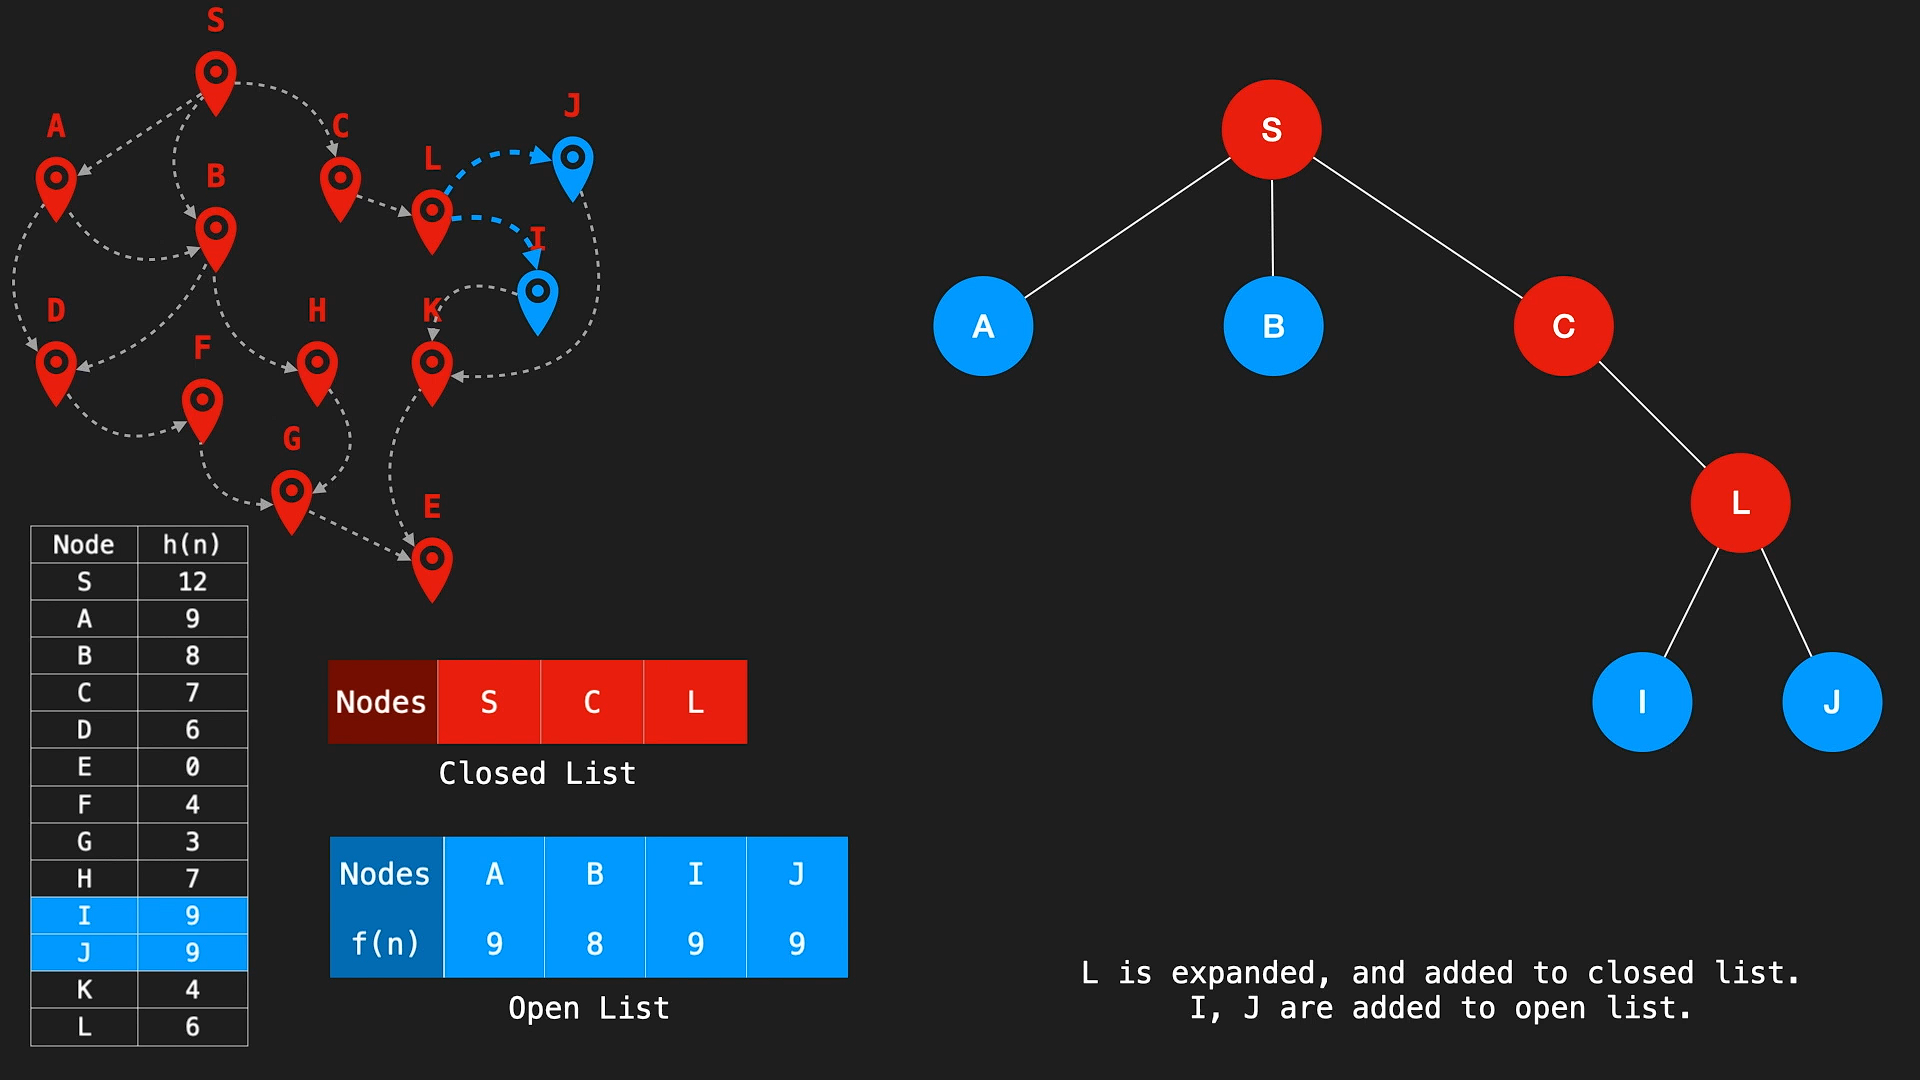 S
J
A
C
L
B
I
D
H
K
F
G
E
S
A
B
C
L
I
J
Node h(n)
S 12
A 9
B 8
C 7
D 6
E 0
F 4
G 3
H 7
I 9
J 9
K 4
L 6
Nodes S C L
Closed List
Nodes A B I J
f(n) 9 8 9 9
Open List
L is expanded, and added to closed list.
I, J are added to open list.